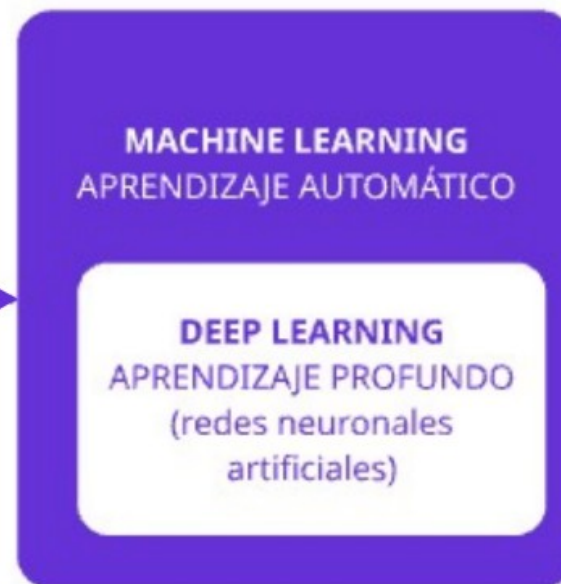 MACHINE LEARNING
APRENDIZAJE AUTOMÁTICO
DEEP LEARNING
APRENDIZAJE PROFUNDO
(redes neuronales
artificiales)